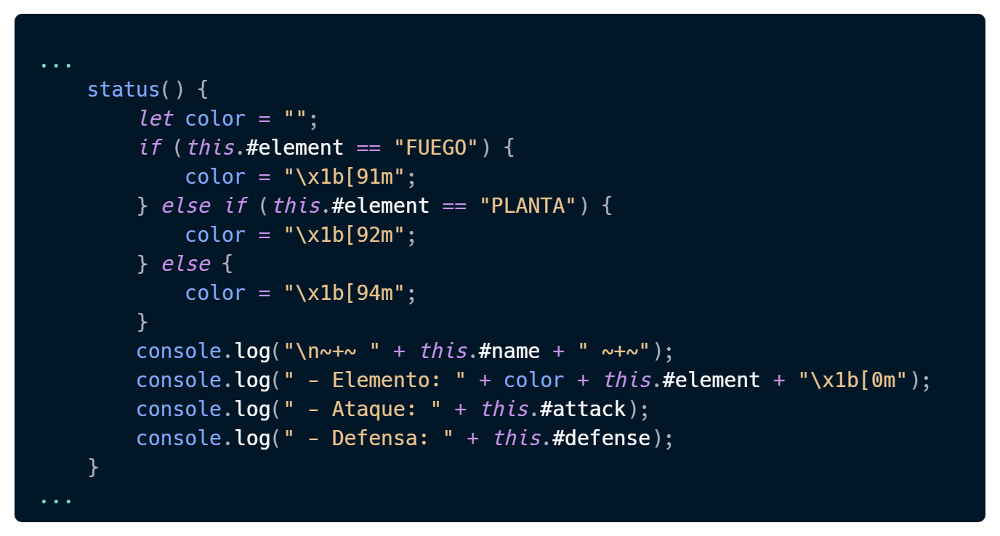 ...
    status() {
        let color = "";
        if (this.#element == "FUEGO") {
            color = "\x1b[91m";
        } else if (this.#element == "PLANTA") {
            color = "\x1b[92m";
        } else {
            color = "\x1b[94m";
        }
        console.log("\n~+~ " + this.#name + " ~+~");
        console.log(" - Elemento: " + color + this.#element + "\x1b[0m");
        console.log(" - Ataque: " + this.#attack);
        console.log(" - Defensa: " + this.#defense);
    }
...